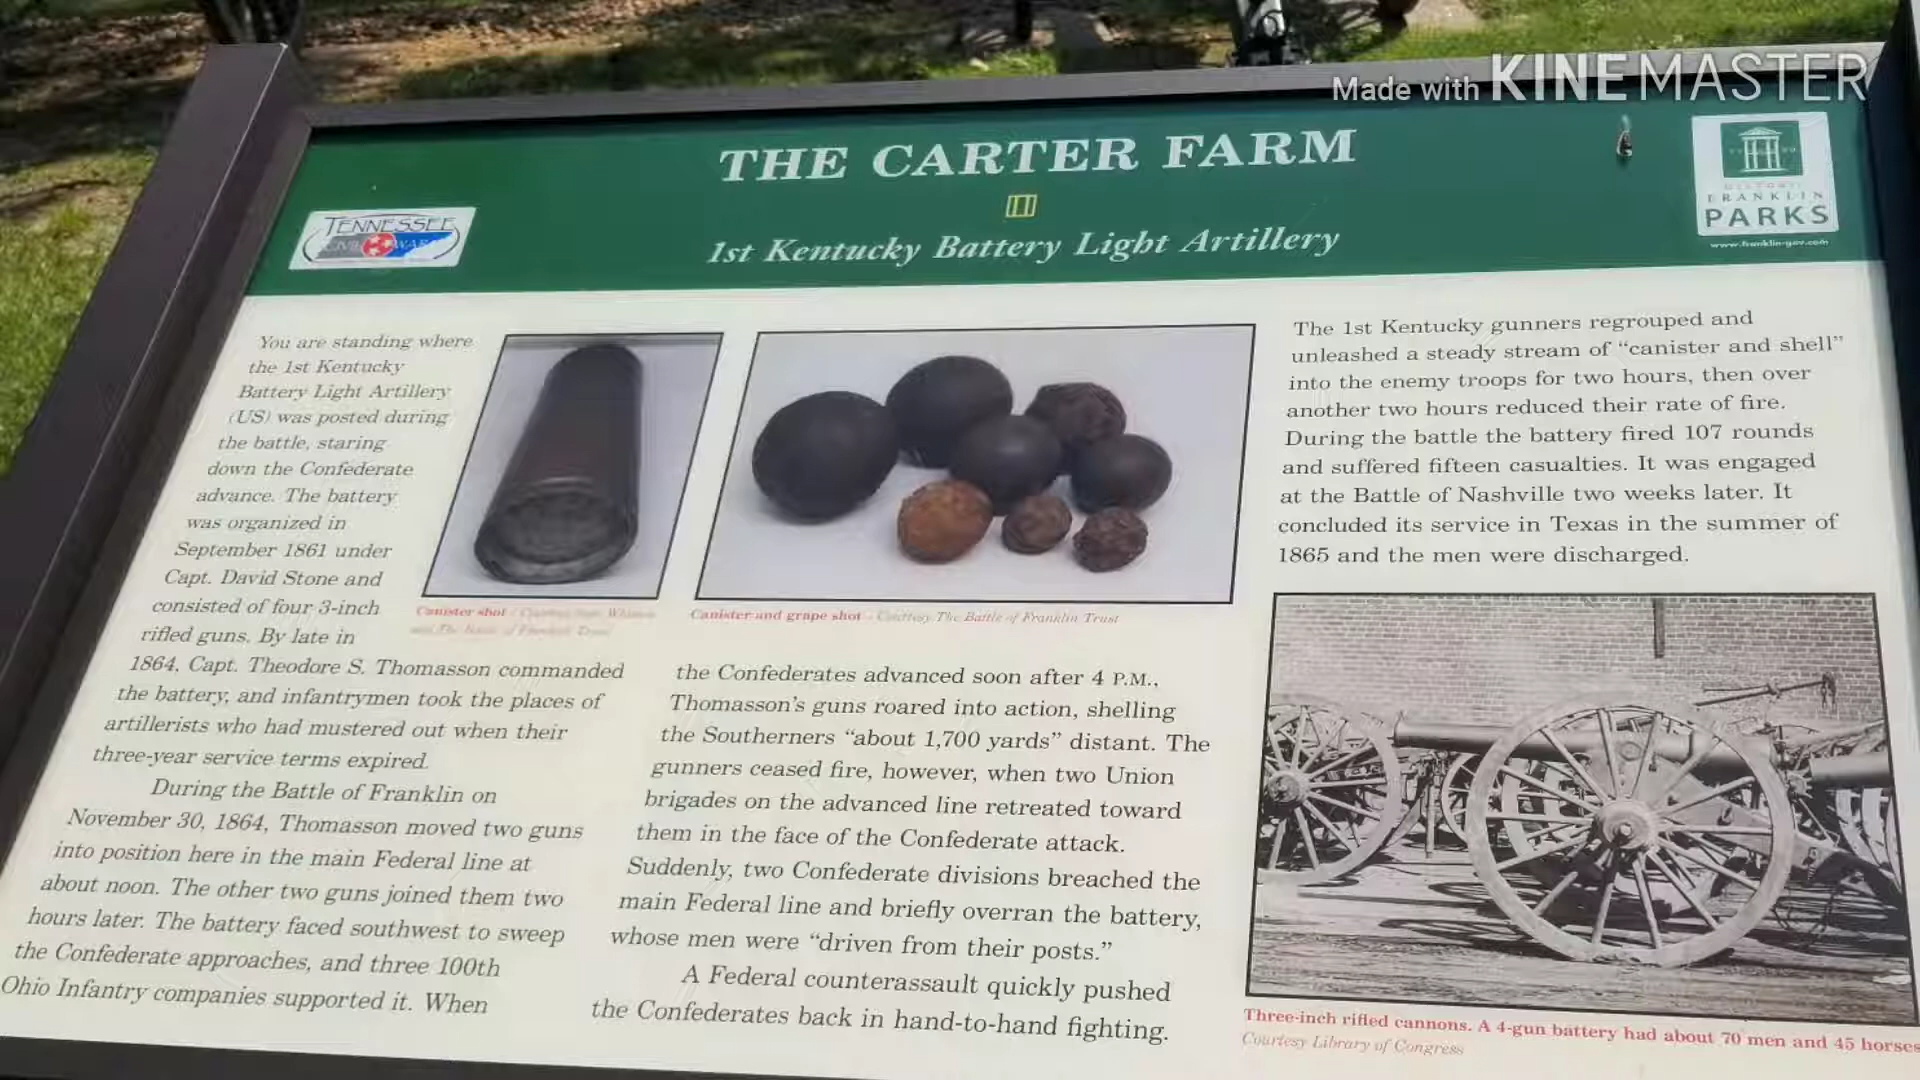 Made with KINEMASTER
THE CARTER FARM
1st Kentucky Battery Light Artillery
TENNESSEE
CIVIL WAR
HISTORIC
FRANKLIN
PARKS
www.franklin-gov.com
You are standing where
the 1st Kentucky
Battery Light Artillery
(US) was posted during
the battle, staring
down the Confederate
advance. The battery
was organized in
September 1861 under
Capt. David Stone and
consisted of four 3-inch
rifled guns. By late in
1864, Capt. Theodore S. Thomasson commanded
the battery, and infantrymen took the places of
artillerists who had mustered out when their
three-year service terms expired.
During the Battle of Franklin on
November 30, 1864, Thomasson moved two guns
into position here in the main Federal line at
about noon. The other two guns joined them two
hours later. The battery faced southwest to sweep
the Confederate approaches, and three 100th
Ohio Infantry companies supported it. When
Canister shot
and The Battle of Franklin Trust
Canister and grape shot – Courtesy The Battle of Franklin Trust
the Confederates advanced soon after 4 P.M.,
Thomasson's guns roared into action, shelling
the Southerners "about 1,700 yards" distant. The
gunners ceased fire, however, when two Union
brigades on the advanced line retreated toward
them in the face of the Confederate attack.
Suddenly, two Confederate divisions breached the
main Federal line and briefly overran the battery,
whose men were "driven from their posts."
A Federal counterassault quickly pushed
the Confederates back in hand-to-hand fighting.
The 1st Kentucky gunners regrouped and
unleashed a steady stream of "canister and shell"
into the enemy troops for two hours, then over
another two hours reduced their rate of fire.
During the battle the battery fired 107 rounds
and suffered fifteen casualties. It was engaged
at the Battle of Nashville two weeks later. It
concluded its service in Texas in the summer of
1865 and the men were discharged.
Three-inch rifled cannons. A 4-gun battery had about 70 men and 45 horses
Courtesy Library of Congress